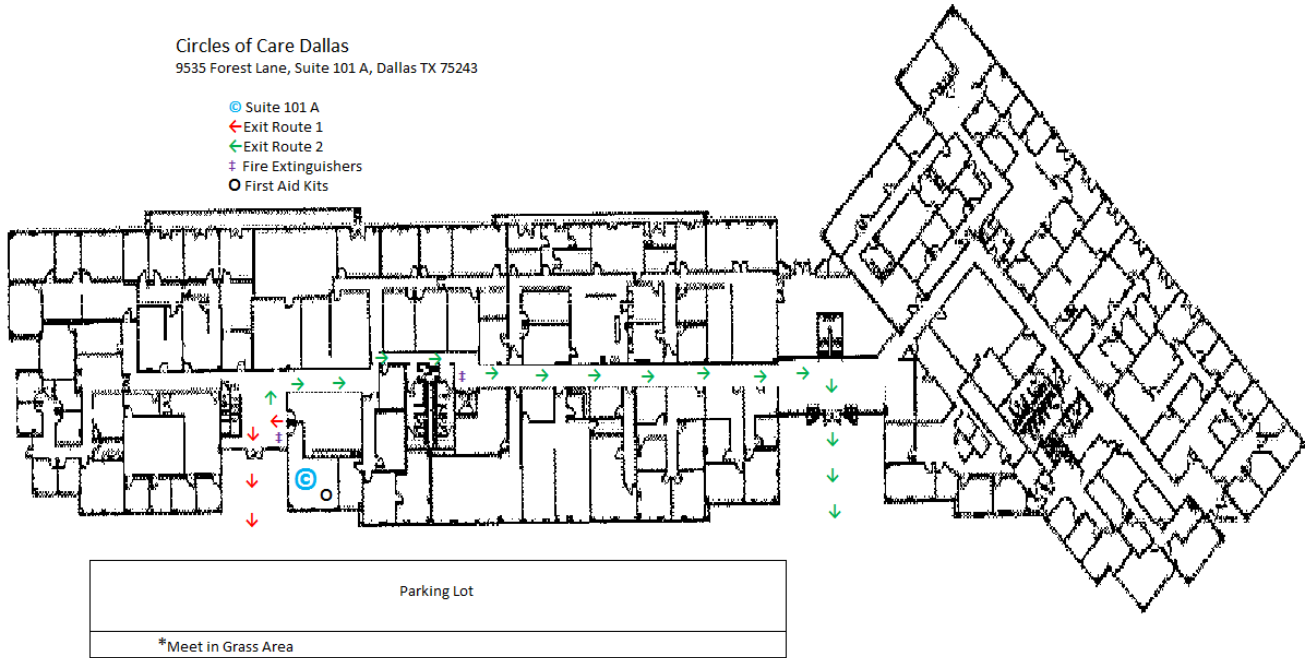 Circles of Care Dallas
9535 Forest Lane, Suite 101 A, Dallas TX 75243
© Suite 101 A
←Exit Route 1
←Exit Route 2
‡ Fire Extinguishers
O First Aid Kits
©
O
Parking Lot
*Meet in Grass Area